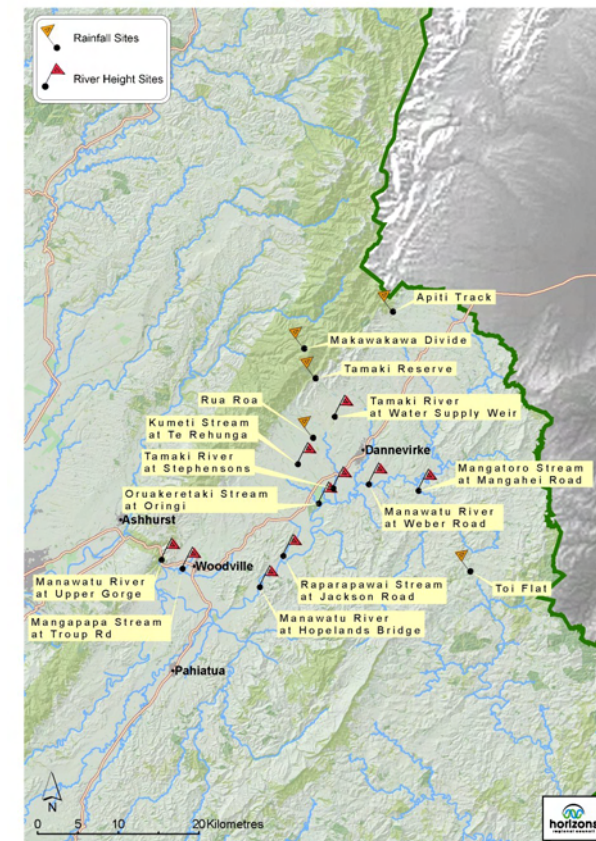 Rainfall Sites
River Height Sites
Apiti Track
Makawakawa Divide
Tamaki Reserve
Rua Roa
Tamaki River
at Water Supply Weir
Kumeti Stream
at Te Rehunga
Dannevirke
Tamaki River
at Stephensons
Mangatoro Stream
at Mangahei Road
Oruakeretaki Stream
at Oringi
Manawatu River
at Weber Road
Ashhurst
Woodville
Manawatu River
at Upper Gorge
Raparapawai Stream
at Jackson Road
Toi Flat
Mangapapa Stream
at Troup Rd
Manawatu River
at Hopelands Bridge
Pahiatua
N
0 5 10 20 Kilometres
horizons
regional council